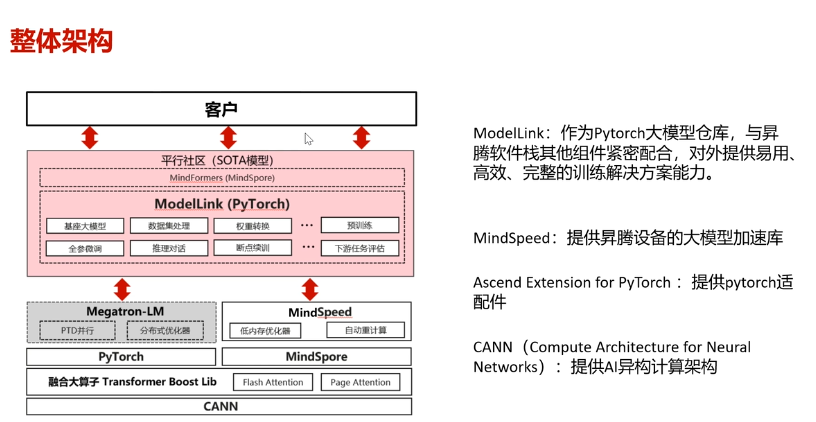 整体架构
客户
平行社区（SOTA模型）
MindFormers (MindSpore)
ModelLink (PyTorch)
基座大模型 数据集处理 权重转换 ··· 预训练
全参微调 推理对话 断点续训 ··· 下游任务评估
Megatron-LM
PTD并行 分布式优化器
MindSpeed
低内存优化器 自动重计算
PyTorch
MindSpore
融合大算子 Transformer Boost Lib Flash Attention Page Attention
CANN
ModelLink：作为Pytorch大模型仓库，与昇
腾软件栈其他组件紧密配合，对外提供易用、
高效、完整的训练解决方案能力。
MindSpeed：提供昇腾设备的大模型加速库
Ascend Extension for PyTorch ：提供pytorch适
配件
CANN（Compute Architecture for Neural
Networks）：提供AI异构计算架构